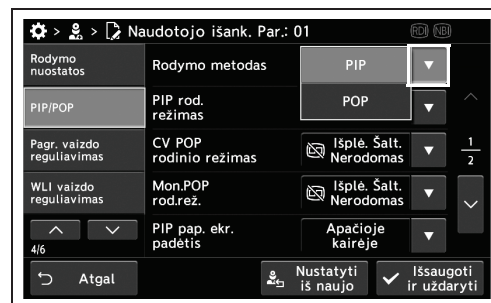 > > Naudotojo išank. Par.: 01 RDI NBI
Rodymo
nuostatos
Rodymo metodas
PIP
PIP/POP
PIP rod.
režimas
POP
Pagr. vaizdo
reguliavimas
CV POP
rodinio režimas
Išplė. Šalt.
Nerodomas
1
2
WLI vaizdo
reguliavimas
Mon.POP
rod.rež.
Išplė. Šalt.
Nerodomas
4/6
PIP pap. ekr.
padėtis
Apačioje
kairėje
Atgal
Nustatyti
iš naujo
Išsaugoti
ir uždaryti